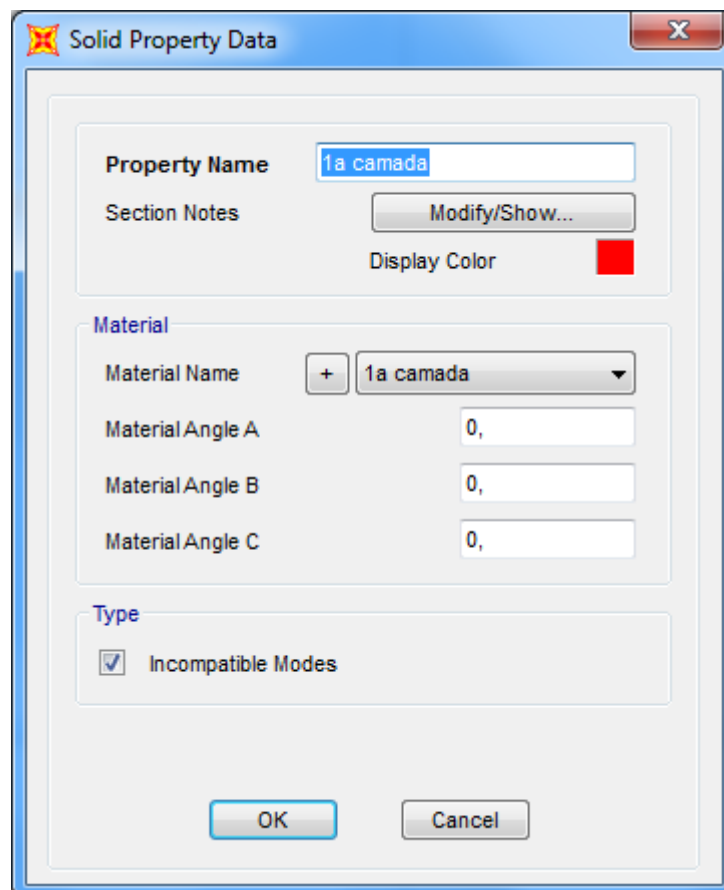 Solid Property Data
Property Name 1a camada
Section Notes Modify/Show...
Display Color
Material
Material Name + 1a camada
Material Angle A 0,
Material Angle B 0,
Material Angle C 0,
Type
Incompatible Modes
OK Cancel